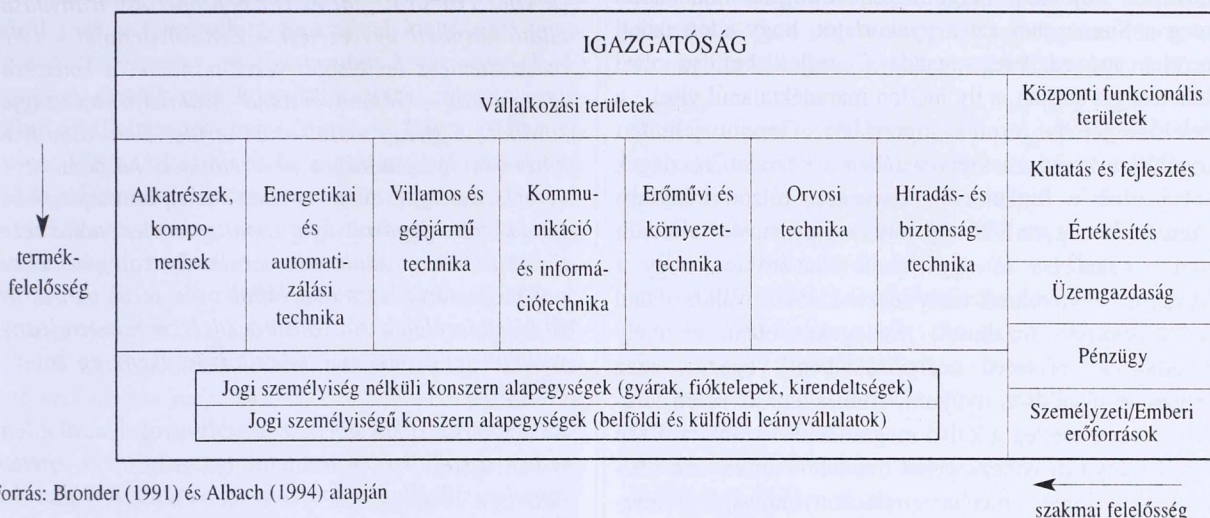 IGAZGATÓSÁG
Vállalkozási területek
Központi funkcionális
területek
Alkatrészek,
kompo-
nensek
Energetikai
és
automati-
zálási
technika
Villamos és
gépjármű
technika
Kommu-
nikáció
és informá-
ciótechnika
Erőművi és
környezet-
technika
Orvosi
technika
Híradás- és
biztonság-
technika
Kutatás és fejlesztés
Értékesítés
Üzemgazdaság
Pénzügy
Személyzeti/Emberi
erőforrások
termék-
felelősség
Jogi személyiség nélküli konszern alapegységek (gyárak, fióktelepek, kirendeltségek)
Jogi személyiségű konszern alapegységek (belföldi és külföldi leányvállalatok)
orrás: Bronder (1991) és Albach (1994) alapján
szakmai felelősség